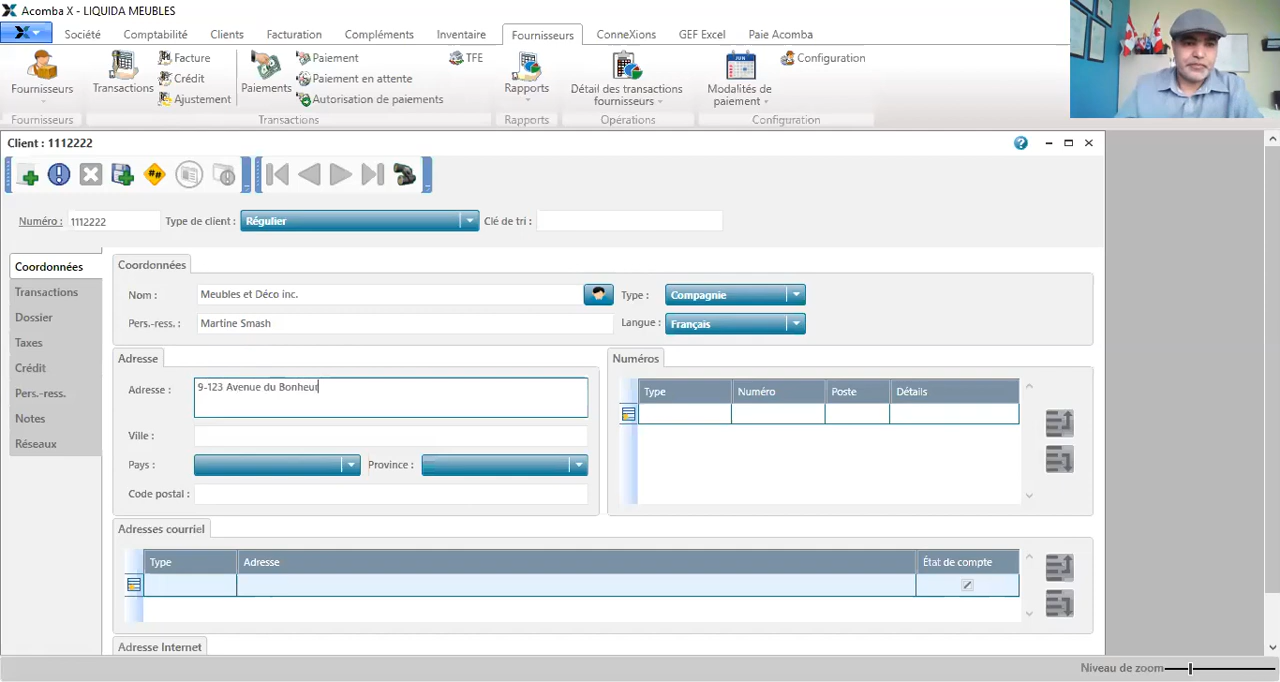 Acomba X - LIQUIDA MEUBLES
Société Comptabilité Clients Facturation Compléments Inventaire Fournisseurs ConneXions GEF Excel Paie Acomba
Fournisseurs
Transactions
Facture
Crédit
Ajustement
Paiements
Paiement
Paiement en attente
Autorisation de paiements
TFE
Rapports
Détail des transactions
fournisseurs
JUN
Modalités de
paiement
Configuration
Fournisseurs Transactions Rapports Opérations Configuration
Client : 1112222
Numéro : 1112222 Type de client : Régulier Clé de tri :
Coordonnées
Transactions
Dossier
Taxes
Crédit
Pers.-ress.
Notes
Réseaux
Coordonnées
Nom : Meubles et Déco inc. Type : Compagnie
Pers.-ress. : Martine Smash Langue : Français
Adresse
Adresse : 9-123 Avenue du Bonheur
Ville :
Pays : Province :
Code postal :
Numéros
Type Numéro Poste Détails
Adresses courriel
Type Adresse État de compte
Adresse Internet
Niveau de zoom